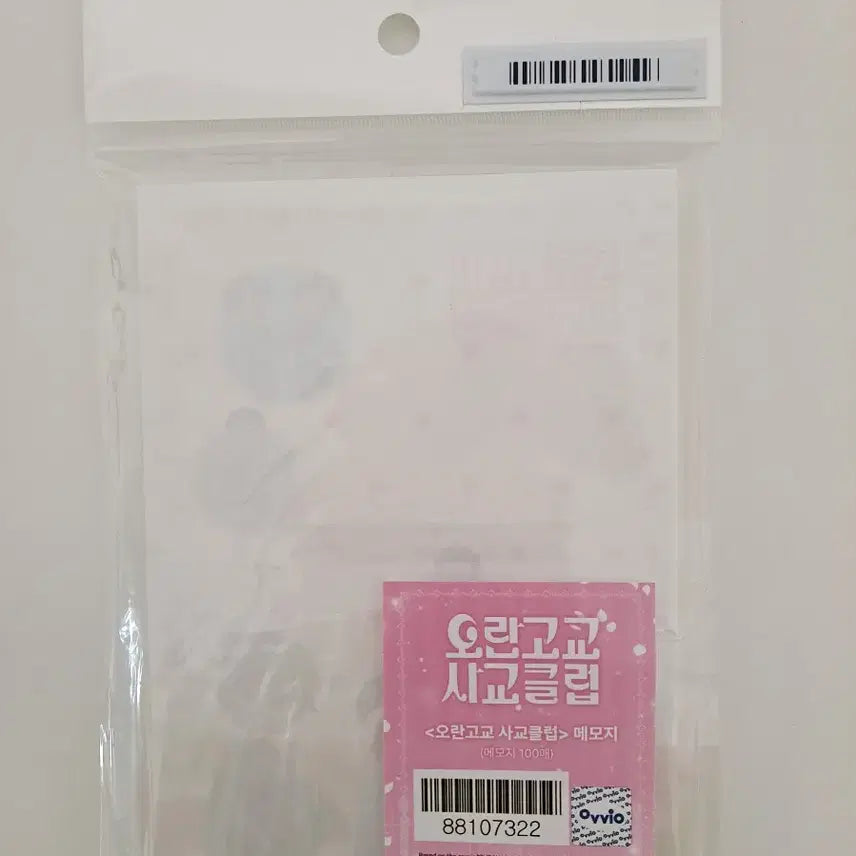 오란고교
사교클럽
<오란고교 사교클럽> 메모지
(메모지 100매)
88107322
ovvio